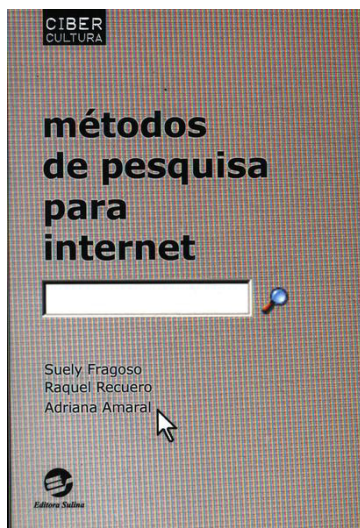 CIBER
CULTURA
métodos
de pesquisa
para
internet
Suely Fragoso
Raquel Recuero
Adriana Amaral
Editora Sulina